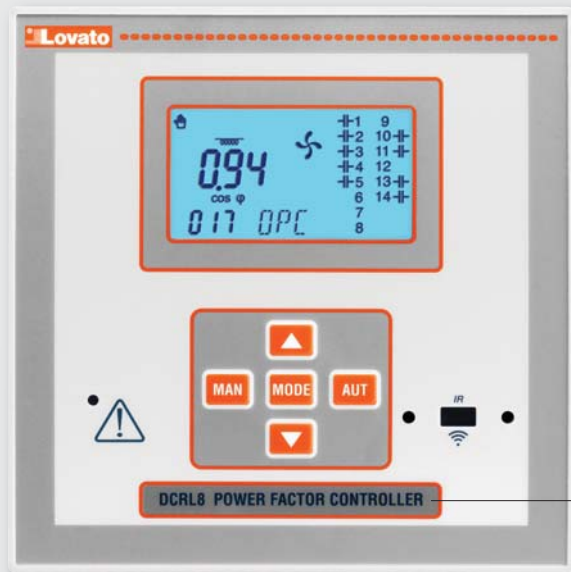 Lovato
1 9
2 10
3 11
0.94
4 12
5 13
cos φ
6 14
7
017 OPC
8
MAN MODE AUT
IR
DCRL8 POWER FACTOR CONTROLLER